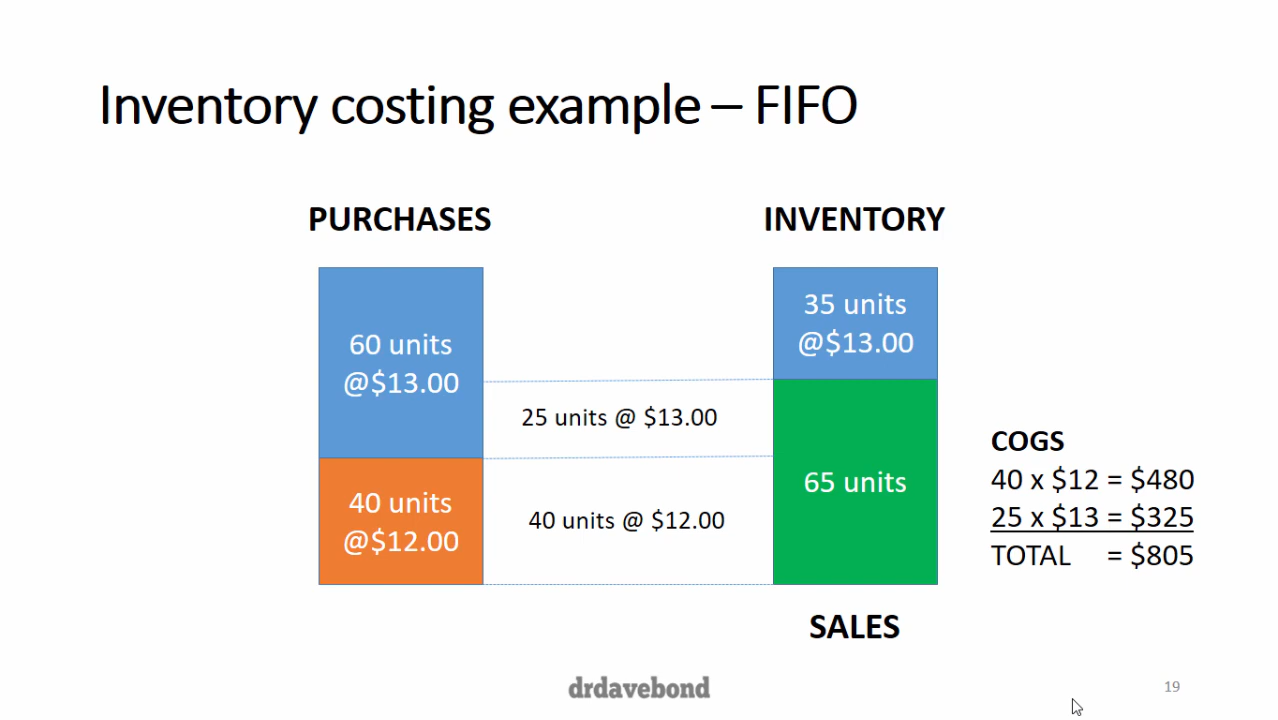 Inventory costing example – FIFO
PURCHASES
INVENTORY
60 units
@$13.00
40 units
@$12.00
25 units @ $13.00
40 units @ $12.00
35 units
@$13.00
65 units
SALES
COGS
40 x $12 = $480
25 x $13 = $325
TOTAL = $805
drdavebond
19